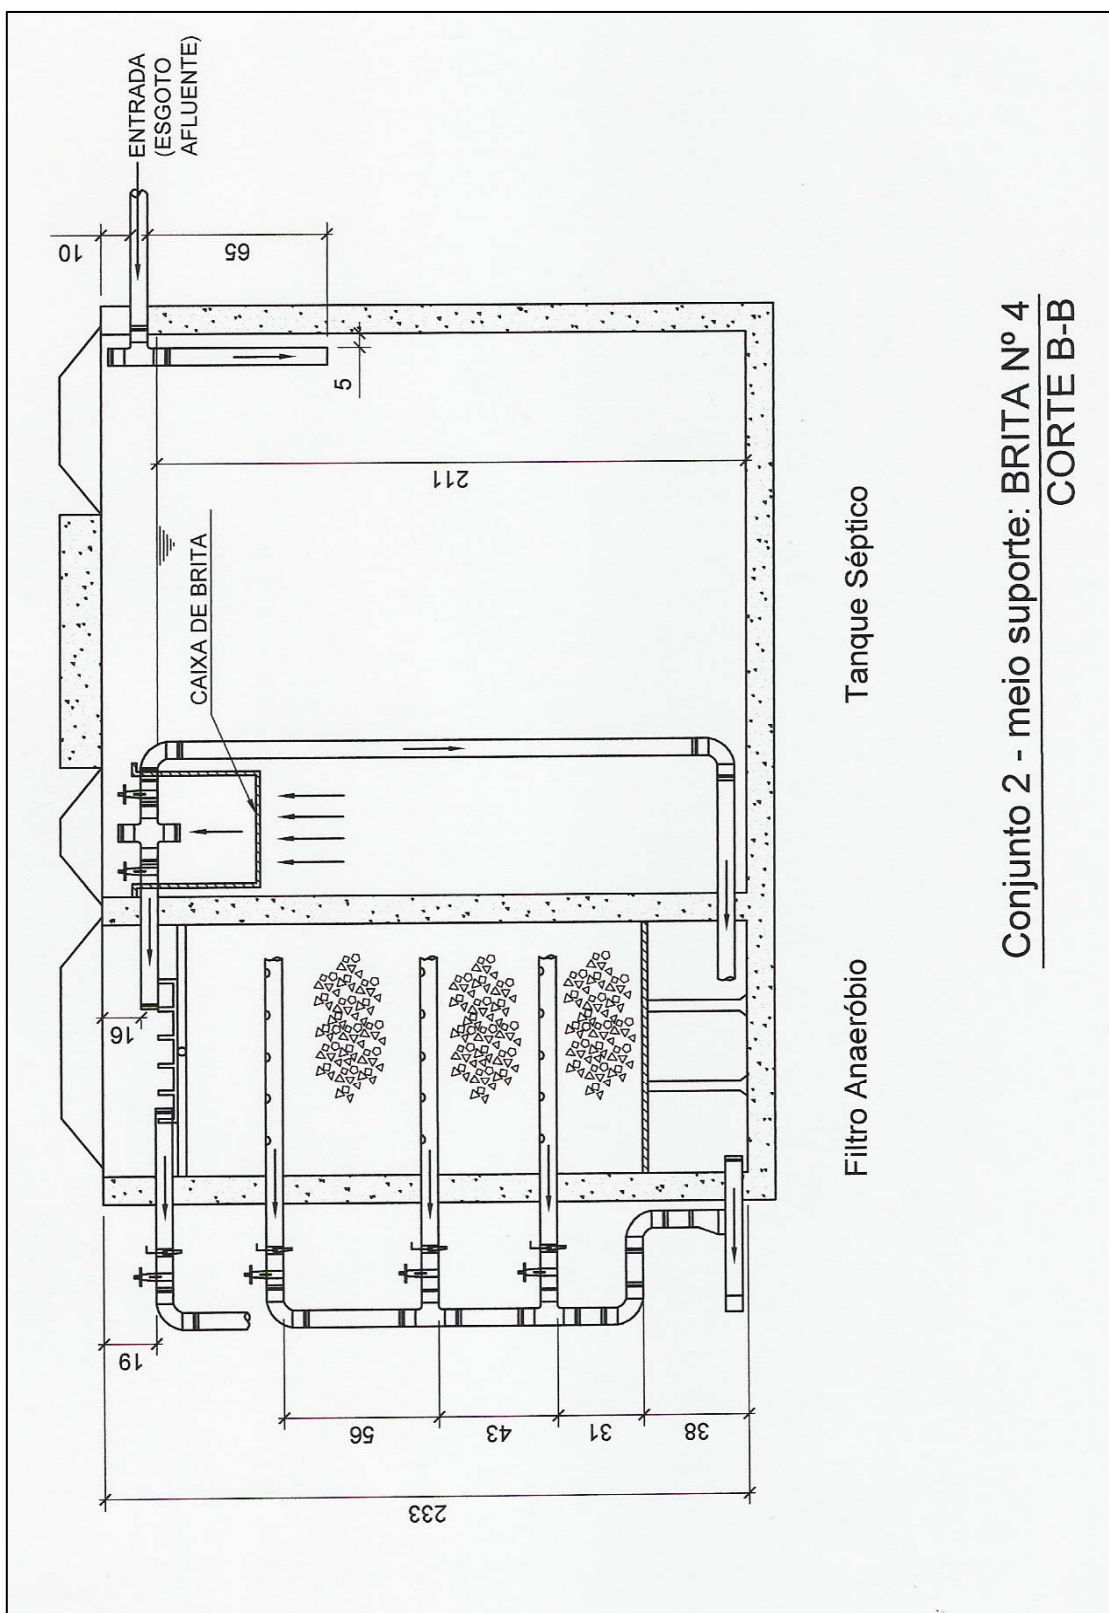 ENTRADA
(ESGOTO
AFLUENTE)
10
65
5
211
CAIXA DE BRITA
16
19
56
43
31
38
233
Filtro Anaeróbio
Tanque Séptico
Conjunto 2 - meio suporte: BRITA Nº 4
CORTE B-B